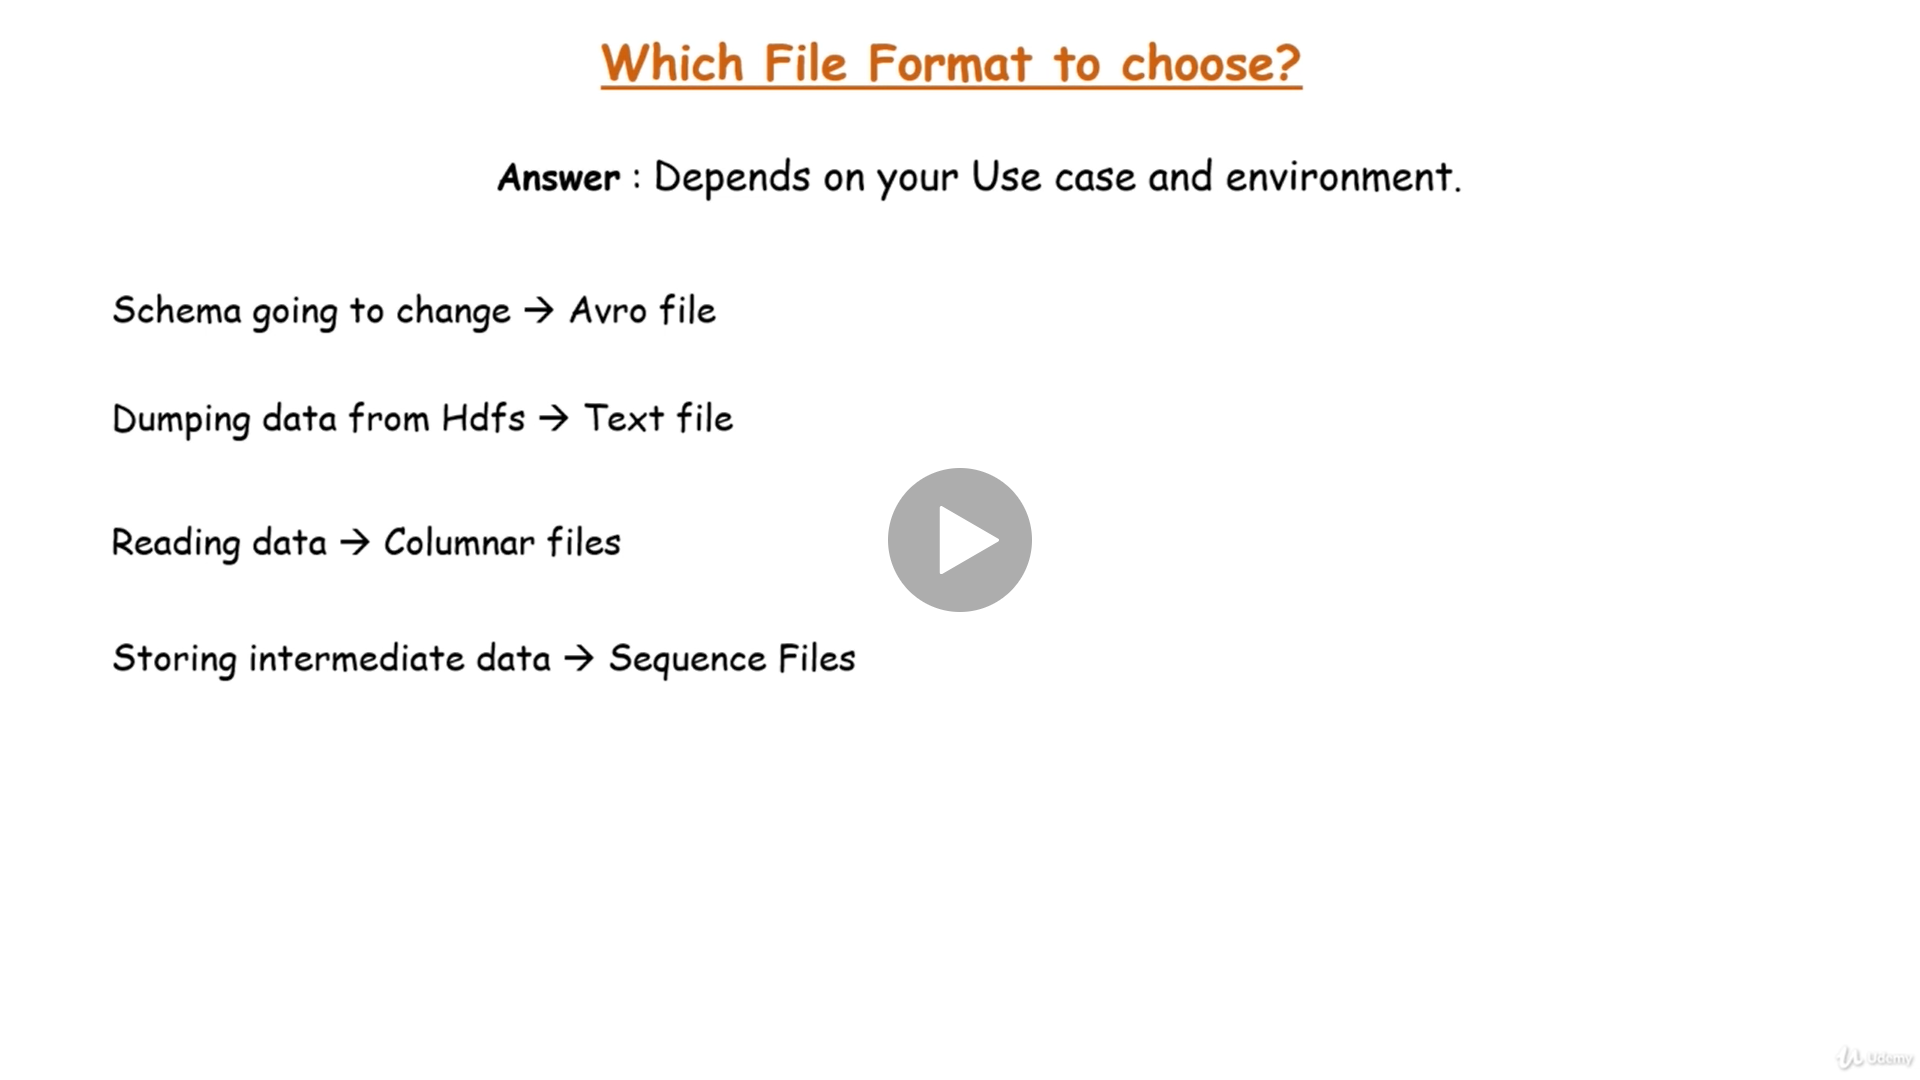 Which File Format to choose?
Answer : Depends on your Use case and environment.
Schema going to change → Avro file
Dumping data from Hdfs → Text file
Reading data → Columnar files
Storing intermediate data → Sequence Files
Udemy